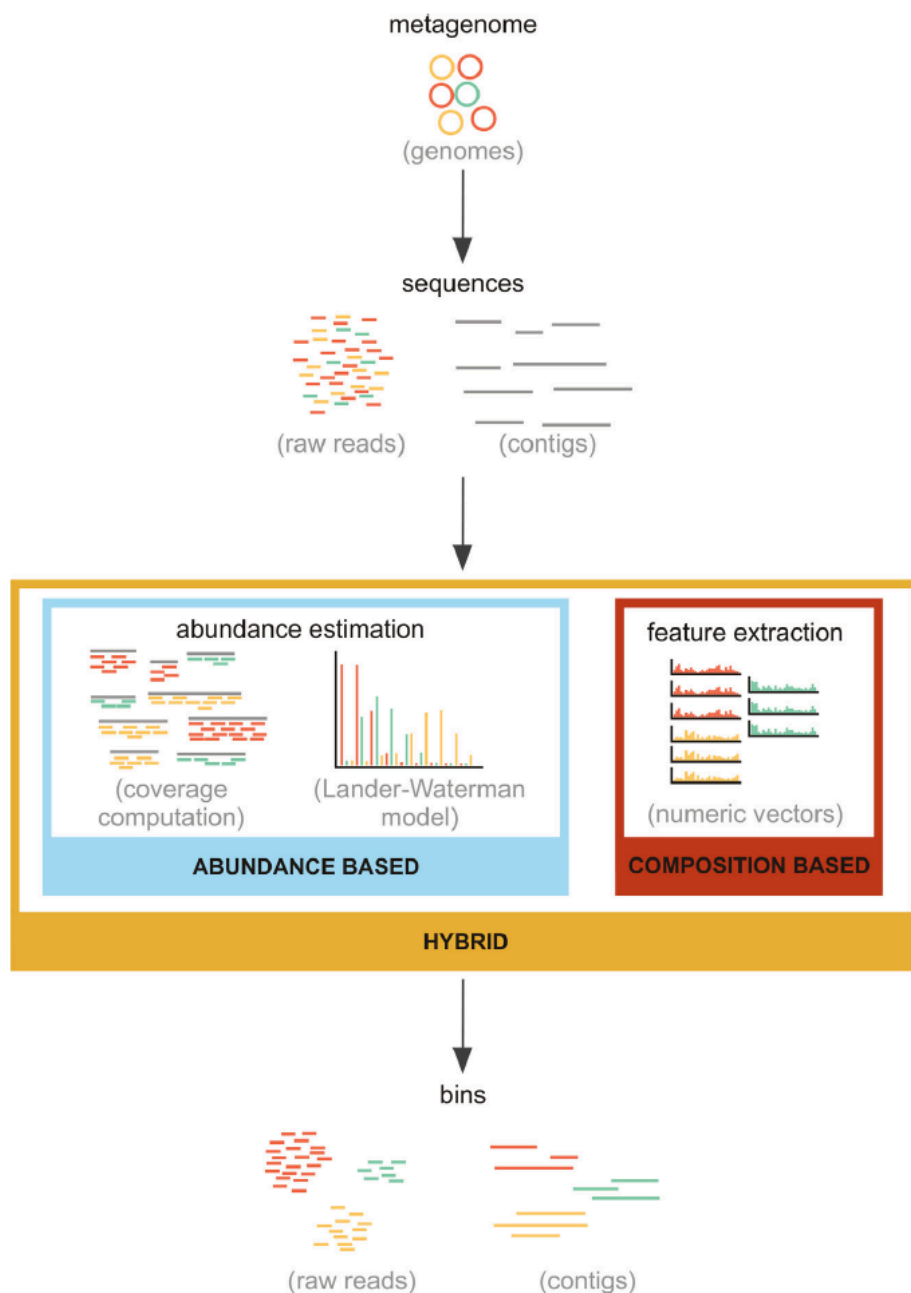 metagenome
(genomes)
sequences
(raw reads)
(contigs)
abundance estimation
(coverage
computation)
(Lander-Waterman
model)
ABUNDANCE BASED
feature extraction
(numeric vectors)
COMPOSITION BASED
HYBRID
bins
(raw reads)
(contigs)